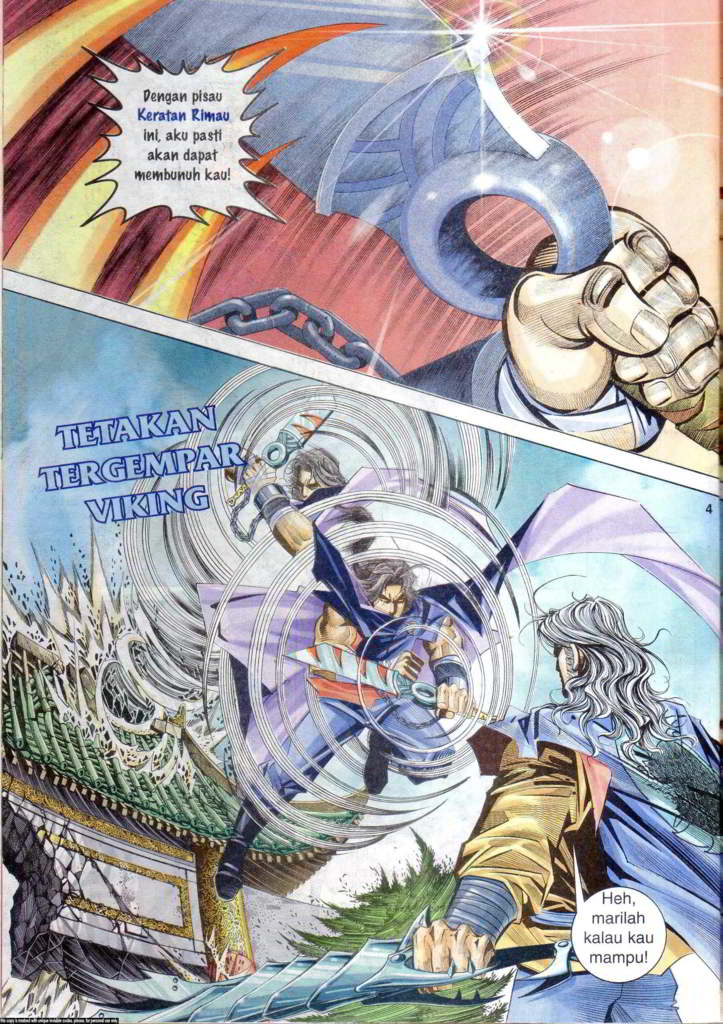 Dengan pisau
Keratan Rimau
ini, aku pasti
akan dapat
membunuh kau!
TETAKAN
TERGEMPAR
VIKING
4
Heh,
marilah
kalau kau
mampu!